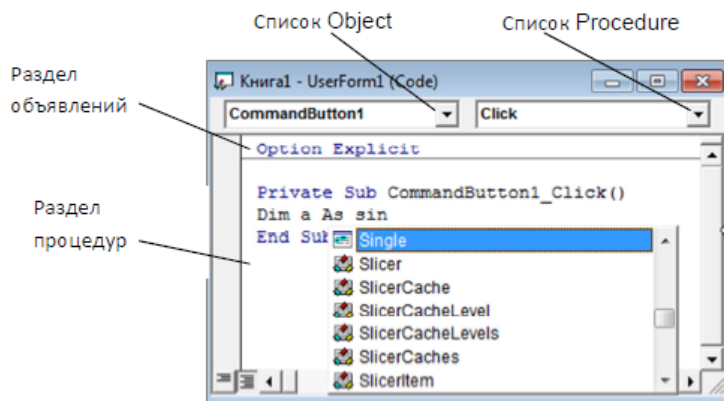 Список Object
Список Procedure
Раздел
объявлений
Книга1 - UserForm1 (Code)
CommandButton1
Click
Option Explicit
Private Sub CommandButton1_Click()
Dim a As sin
End Sub
Раздел
процедур
Single
Slicer
SlicerCache
SlicerCacheLevel
SlicerCacheLevels
SlicerCaches
SlicerItem